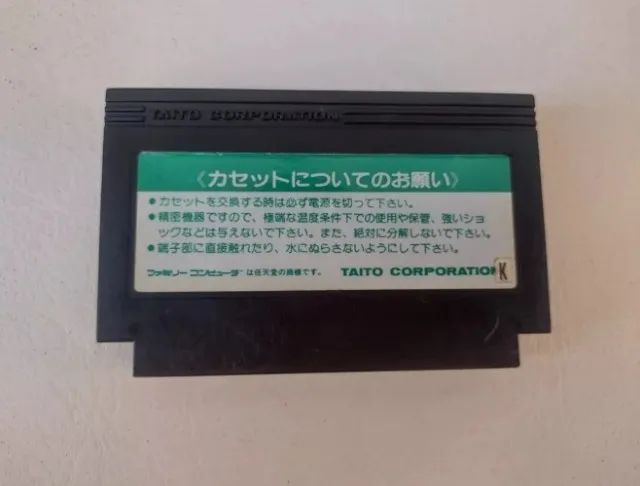 TAITO CORPORATION
《カセットについてのお願い》
●カセットを交換する時は必ず電源を切って下さい。
●精密機器ですので、極端な温度条件下での使用や保管、強いショ
ックなどは与えないで下さい。また、絶対に分解しないで下さい。
●端子部に直接触れたり、水にぬらさないようにして下さい。
ファミリーコンピュータ は任天堂の商標です。 TAITO CORPORATION K